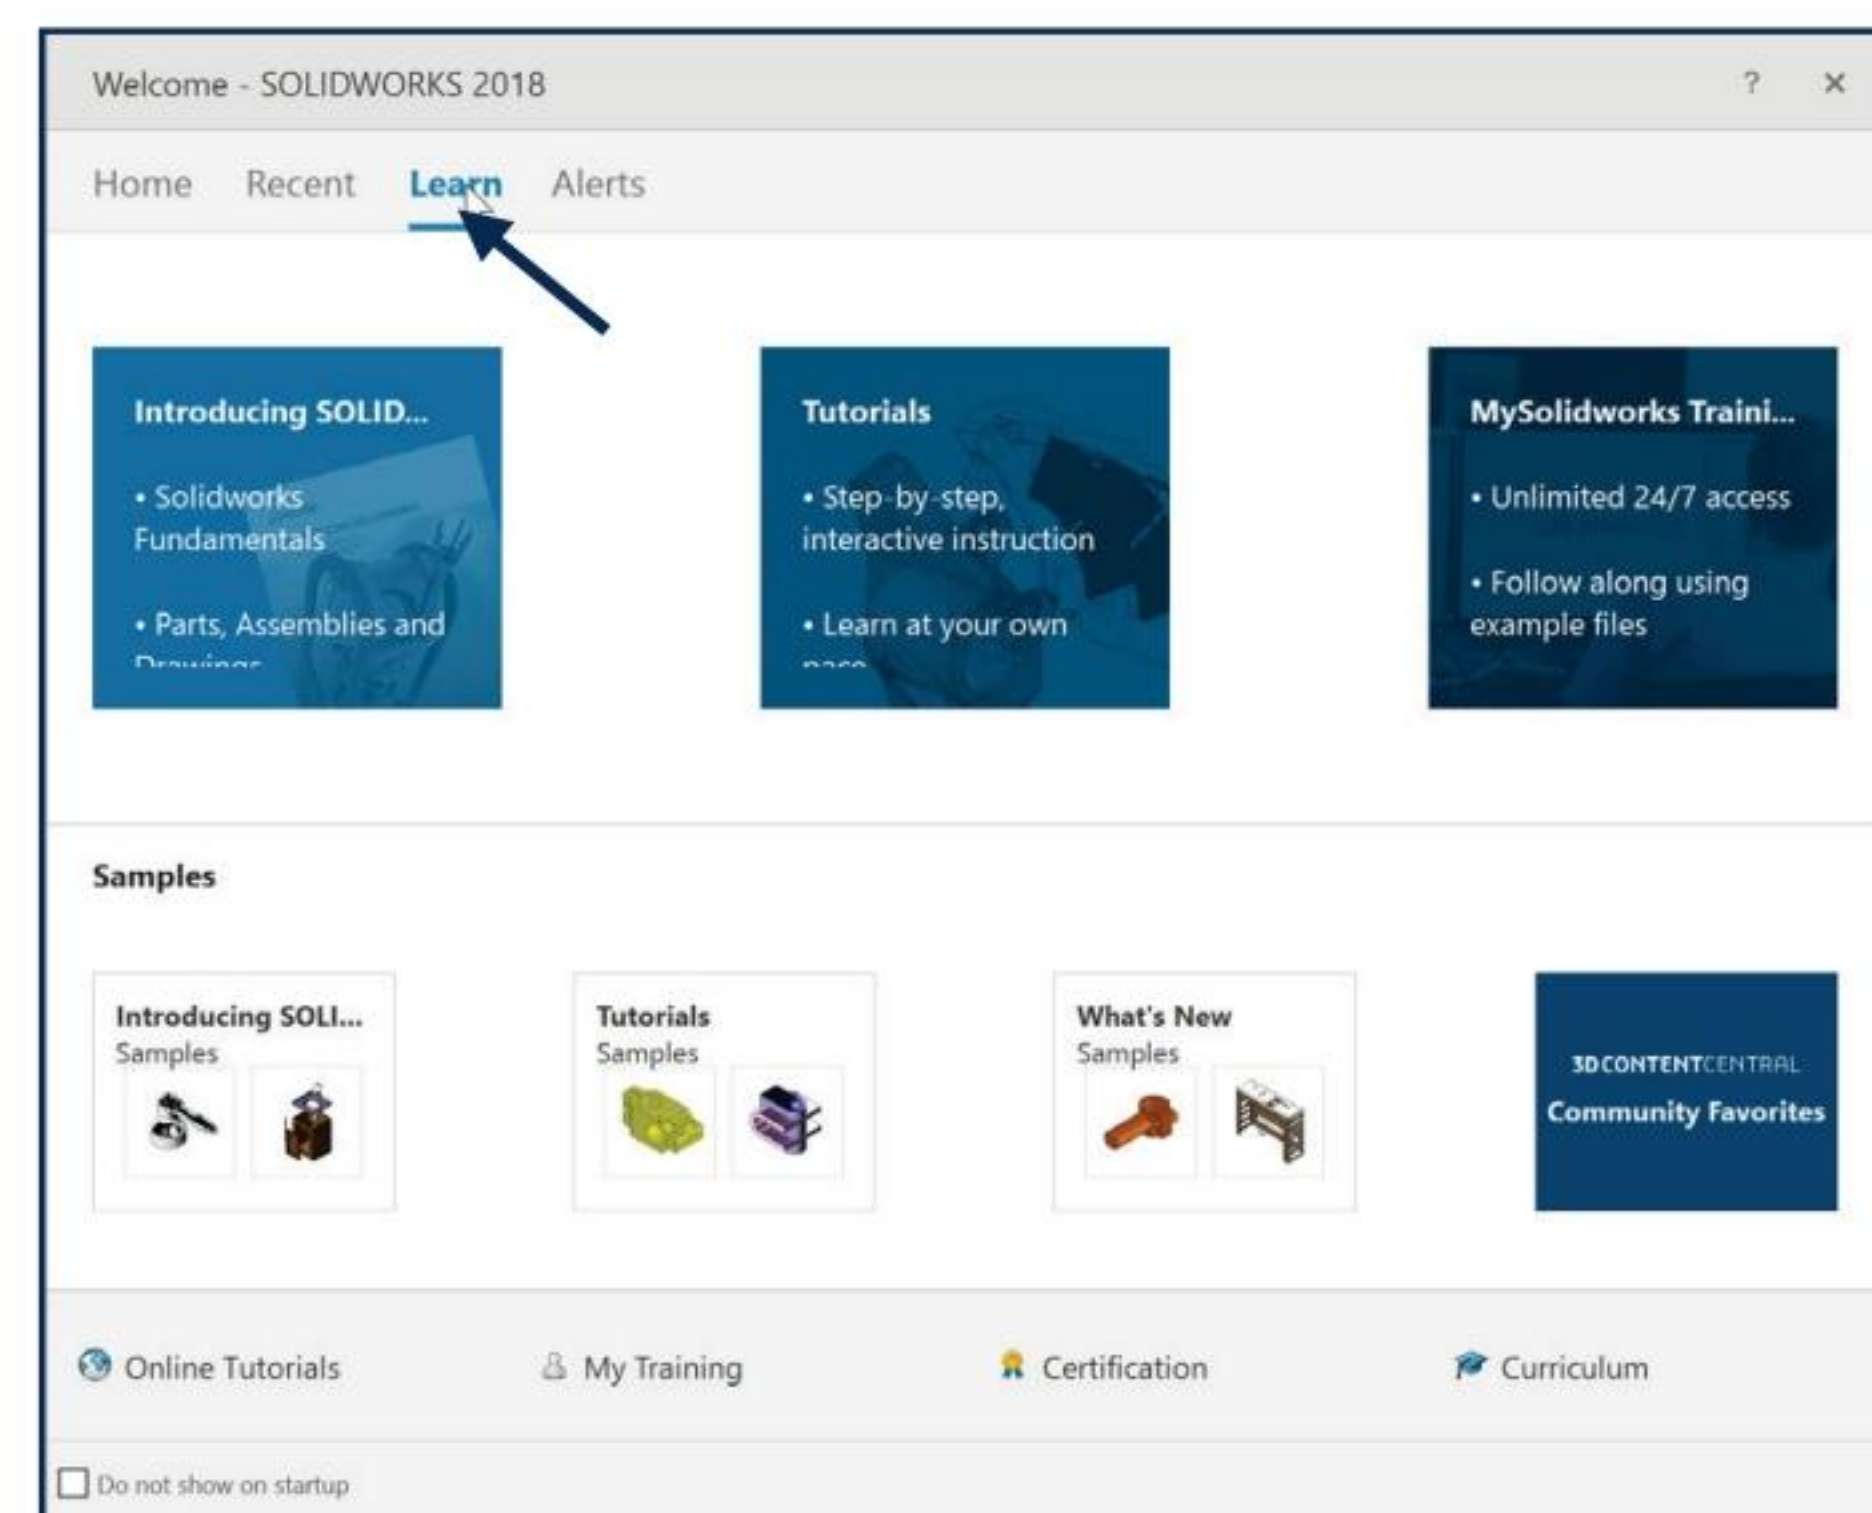 Welcome - SOLIDWORKS 2018
? ×
Home Recent Learn Alerts
Introducing SOLID...
• Solidworks
Fundamentals
• Parts, Assemblies and
Drawings
Tutorials
• Step-by-step,
interactive instruction
• Learn at your own
pace
MySolidworks Traini...
• Unlimited 24/7 access
• Follow along using
example files
Samples
Introducing SOLI...
Samples
Tutorials
Samples
What's New
Samples
3DCONTENTCENTRAL
Community Favorites
Online Tutorials
My Training
Certification
Curriculum
Do not show on startup